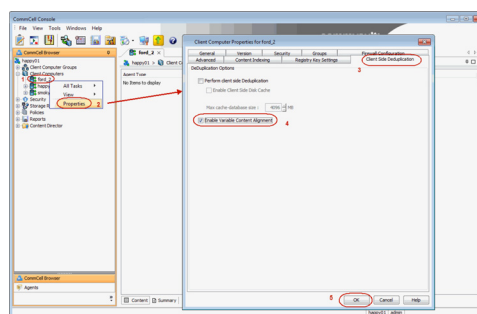 CommCell Console
File View Tools Windows Help
CommCell Browser
happy01
Client Computer Groups
Client Computers
1
ford_2
All Tasks
View
Properties
2
Security
Policies
Reports
Content Director
CommCell Browser
Agents
ford_2 x
happy01 >
Agent Type
No items to display
Content
Summary
Client Computer Properties for ford_2
General Version Security Groups Firewall Configuration
Advanced Content Indexing Registry Key Settings Client Side Deduplication
3
DeDuplication Options
Perform client side Deduplication
Enable Client Side Disk Cache
Max cache database size : 4096 MB
Enable Variable Content Alignment
4
5
OK Cancel Help
happy01 admin